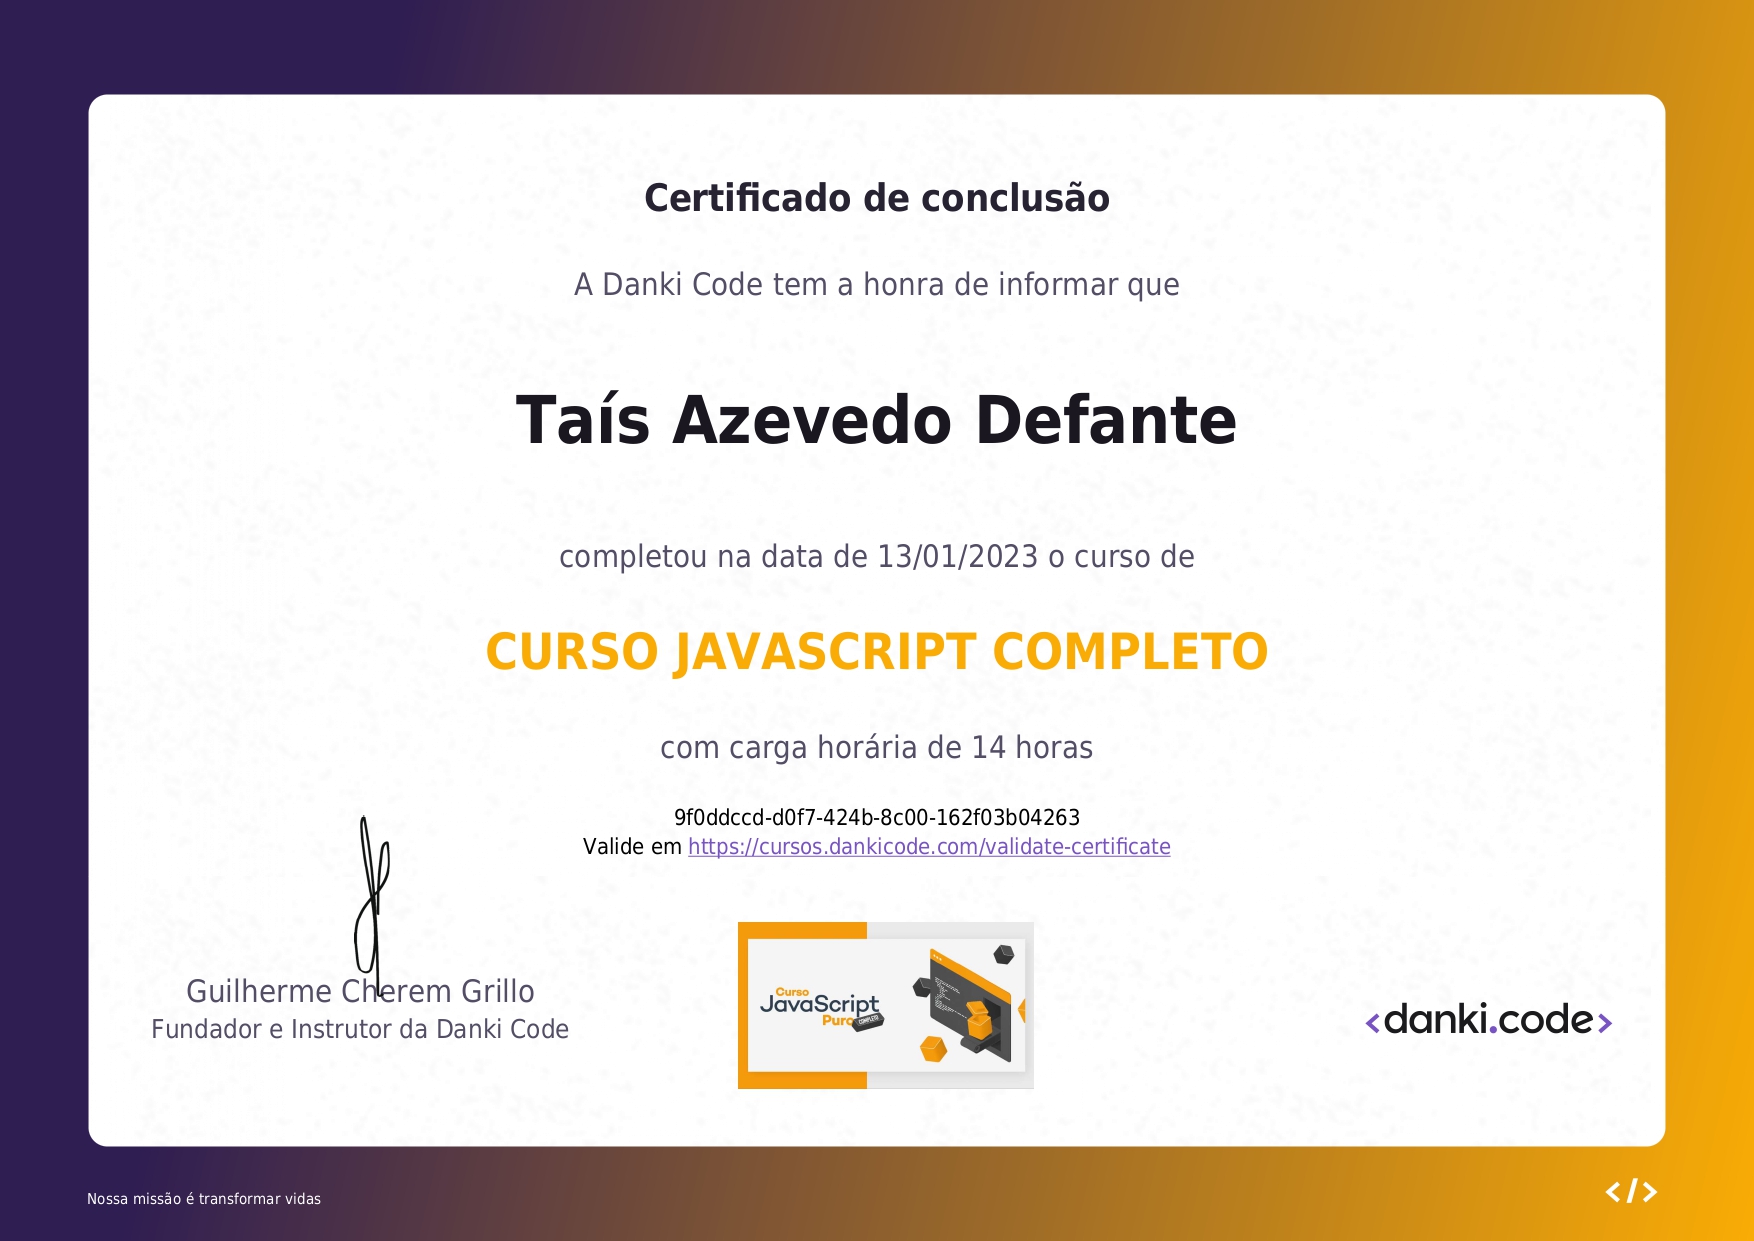 Certificado de conclusão
A Danki Code tem a honra de informar que
Taís Azevedo Defante
completou na data de 13/01/2023 o curso de
CURSO JAVASCRIPT COMPLETO
com carga horária de 14 horas
9f0ddccd-d0f7-424b-8c00-162f03b04263
Valide em https://cursos.dankicode.com/validate-certificate
Guilherme Cherem Grillo
Fundador e Instrutor da Danki Code
Curso
JavaScript
Puro
COMPLETO
<danki.code>
Nossa missão é transformar vidas
</>